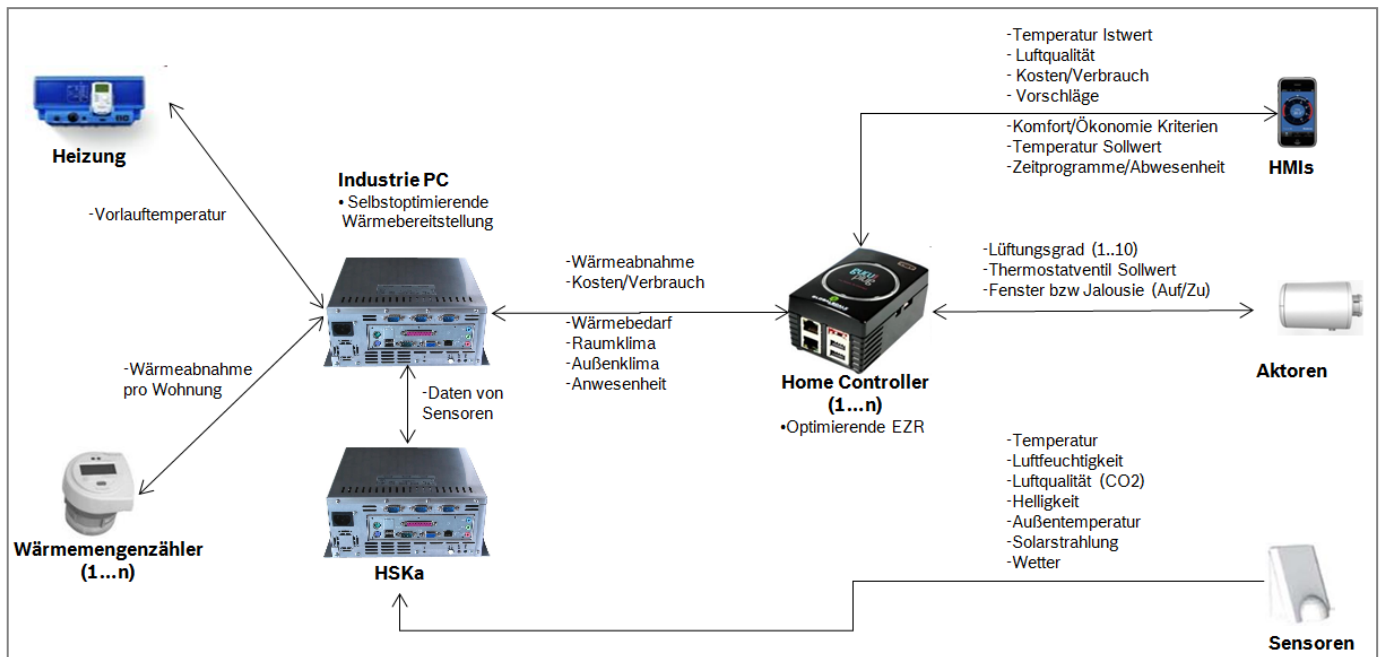 -Temperatur Istwert
-Luftqualität
- Kosten/Verbrauch
- Vorschläge
-Komfort/Ökonomie Kriterien
-Temperatur Sollwert
-Zeitprogramme/Abwesenheit
HMIs
Heizung
Industrie PC
• Selbstoptimierende
Wärmebereitstellung
-Vorlauftemperatur
-Wärmeabnahme
-Kosten/Verbrauch
-Wärmebedarf
-Raumklima
-Außenklima
-Anwesenheit
-Lüftungsgrad (1..10)
-Thermostatventil Sollwert
-Fenster bzw Jalousie (Auf/Zu)
Aktoren
-Wärmeabnahme
pro Wohnung
-Daten von
Sensoren
Home Controller
(1...n)
•Optimierende EZR
-Temperatur
-Luftfeuchtigkeit
-Luftqualität (CO2)
-Helligkeit
-Außentemperatur
-Solarstrahlung
-Wetter
Wärmemengenzähler
(1...n)
HSKa
Sensoren